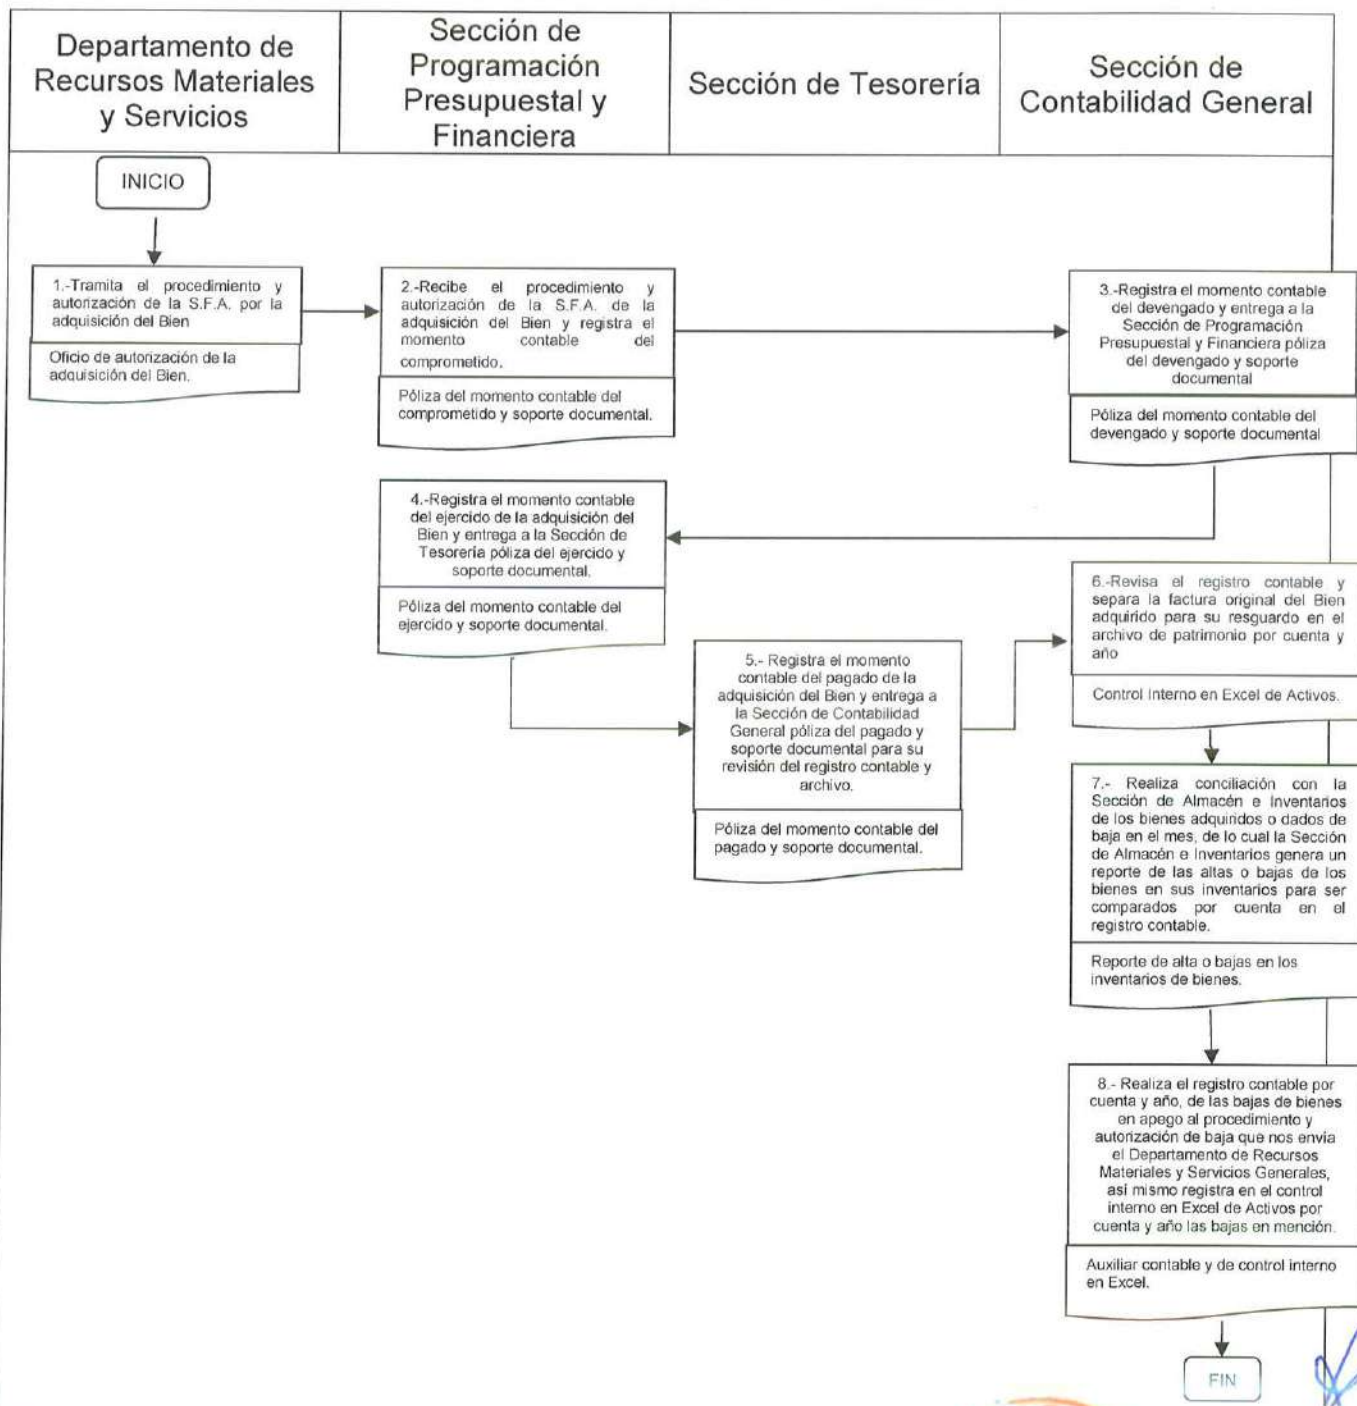 Departamento de
Recursos Materiales
y Servicios
Sección de
Programación
Presupuestal y
Financiera
Sección de Tesorería
Sección de
Contabilidad General
INICIO
1.-Tramita el procedimiento y
autorización de la S.F.A. por la
adquisición del Bien
Oficio de autorización de la
adquisición del Bien.
2.-Recibe el procedimiento y
autorización de la S.F.A. de la
adquisición del Bien y registra el
momento contable del
comprometido.
Póliza del momento contable del
comprometido y soporte documental.
3.-Registra el momento contable
del devengado y entrega a la
Sección de Programación
Presupuestal y Financiera póliza
del devengado y soporte
documental
Póliza del momento contable del
devengado y soporte documental
4.-Registra el momento contable
del ejercido de la adquisición del
Bien y entrega a la Sección de
Tesorería póliza del ejercido y
soporte documental.
Póliza del momento contable del
ejercido y soporte documental.
5.- Registra el momento
contable del pagado de la
adquisición del Bien y entrega a
la Sección de Contabilidad
General póliza del pagado y
soporte documental para su
revisión del registro contable y
archivo.
Póliza del momento contable del
pagado y soporte documental.
6.-Revisa el registro contable y
separa la factura original del Bien
adquirido para su resguardo en el
archivo de patrimonio por cuenta y
año
Control Interno en Excel de Activos.
7.- Realiza conciliación con la
Sección de Almacén e Inventarios
de los bienes adquiridos o dados de
baja en el mes, de lo cual la Sección
de Almacén e Inventarios genera un
reporte de las altas o bajas de los
bienes en sus inventarios para ser
comparados por cuenta en el
registro contable.
Reporte de alta o bajas en los
inventarios de bienes.
8.- Realiza el registro contable por
cuenta y año, de las bajas de bienes
en apego al procedimiento y
autorización de baja que nos envía
el Departamento de Recursos
Materiales y Servicios Generales,
así mismo registra en el control
interno en Excel de Activos por
cuenta y año las bajas en mención.
Auxiliar contable y de control interno
en Excel.
FIN